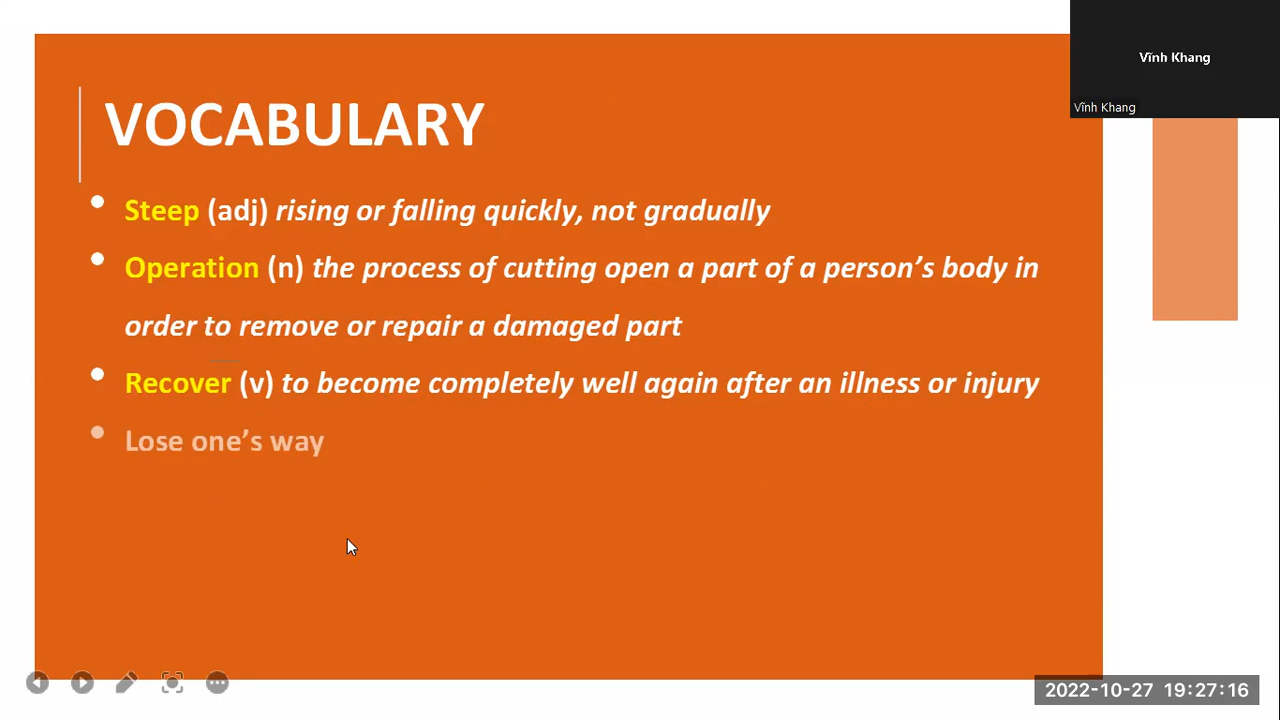 Vĩnh Khang
Vĩnh Khang
VOCABULARY
• Steep (adj) rising or falling quickly, not gradually
• Operation (n) the process of cutting open a part of a person's body in
order to remove or repair a damaged part
• Recover (v) to become completely well again after an illness or injury
• Lose one's way
2022-10-27 19:27:16